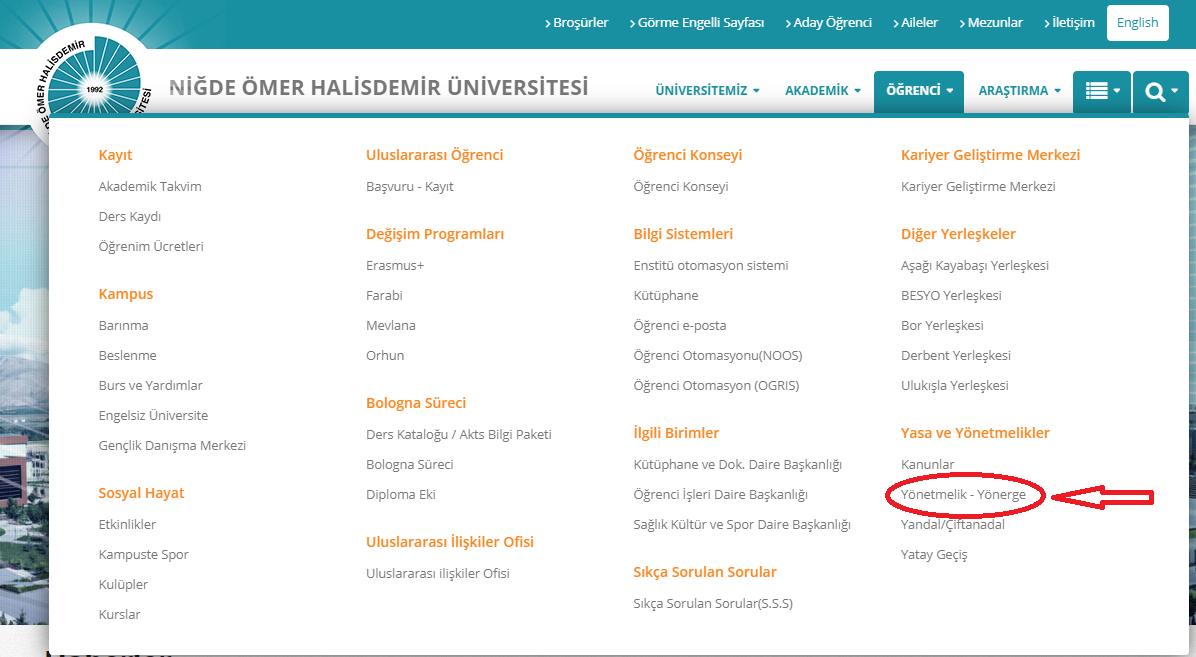 Broşürler
Görme Engelli Sayfası
Aday Öğrenci
Aileler
Mezunlar
İletişim
English
1992
NİĞDE ÖMER HALİSDEMİR ÜNİVERSİTESİ
ÜNİVERSİTEMİZ
AKADEMİK
ÖĞRENCİ
ARAŞTIRMA
Kayıt
Akademik Takvim
Ders Kaydı
Öğrenim Ücretleri
Kampus
Barınma
Beslenme
Burs ve Yardımlar
Engelsiz Üniversite
Gençlik Danışma Merkezi
Sosyal Hayat
Etkinlikler
Kampuste Spor
Kulüpler
Kurslar
Uluslararası Öğrenci
Başvuru - Kayıt
Değişim Programları
Erasmus+
Farabi
Mevlana
Orhun
Bologna Süreci
Ders Kataloğu / Akts Bilgi Paketi
Bologna Süreci
Diploma Eki
Uluslararası İlişkiler Ofisi
Uluslararası ilişkiler Ofisi
Öğrenci Konseyi
Öğrenci Konseyi
Bilgi Sistemleri
Enstitü otomasyon sistemi
Kütüphane
Öğrenci e-posta
Öğrenci Otomasyonu(NOOS)
Öğrenci Otomasyon (OGRIS)
İlgili Birimler
Kütüphane ve Dok. Daire Başkanlığı
Öğrenci İşleri Daire Başkanlığı
Sağlık Kültür ve Spor Daire Başkanlığı
Sıkça Sorulan Sorular
Sıkça Sorulan Sorular(S.S.S)
Kariyer Geliştirme Merkezi
Kariyer Geliştirme Merkezi
Diğer Yerleşkeler
Aşağı Kayabaşı Yerleşkesi
BESYO Yerleşkesi
Bor Yerleşkesi
Derbent Yerleşkesi
Ulukışla Yerleşkesi
Yasa ve Yönetmelikler
Kanunlar
Yönetmelik - Yönerge
Yandal/Çiftanadal
Yatay Geçiş